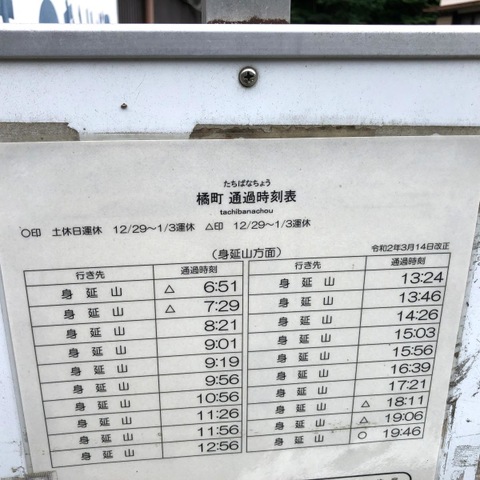 たちばなちょう
橘町 通過時刻表
tachibanachou
〇印 土休日運休 12/29～1/3運休 △印 12/29～1/3運休
(身延山方面) 令和2年3月14日改正
行き先 通過時刻
身延山 △ 6:51
身延山 △ 7:29
身延山 8:21
身延山 9:01
身延山 9:19
身延山 9:56
身延山 10:56
身延山 11:26
身延山 11:56
身延山 12:56
行き先 通過時刻
身延山 13:24
身延山 13:46
身延山 14:26
身延山 15:03
身延山 15:56
身延山 16:39
身延山 17:21
身延山 △ 18:11
身延山 △ 19:06
身延山 〇 19:46